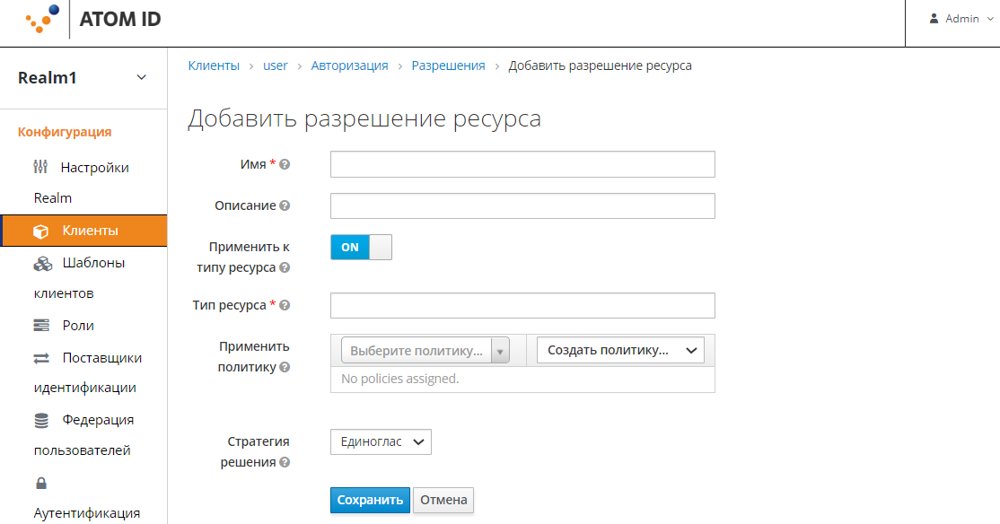 ATOM ID
Admin
Realm1
Конфигурация
Настройки
Realm
Клиенты
Шаблоны
клиентов
Роли
Поставщики
идентификации
Федерация
пользователей
Аутентификация
Клиенты › user › Авторизация › Разрешения › Добавить разрешение ресурса
Добавить разрешение ресурса
Имя *
Описание
Применить к
типу ресурса
ON
Тип ресурса *
Применить
политику
Выберите политику...
Создать политику...
No policies assigned.
Стратегия
решения
Единоглас
Сохранить
Отмена